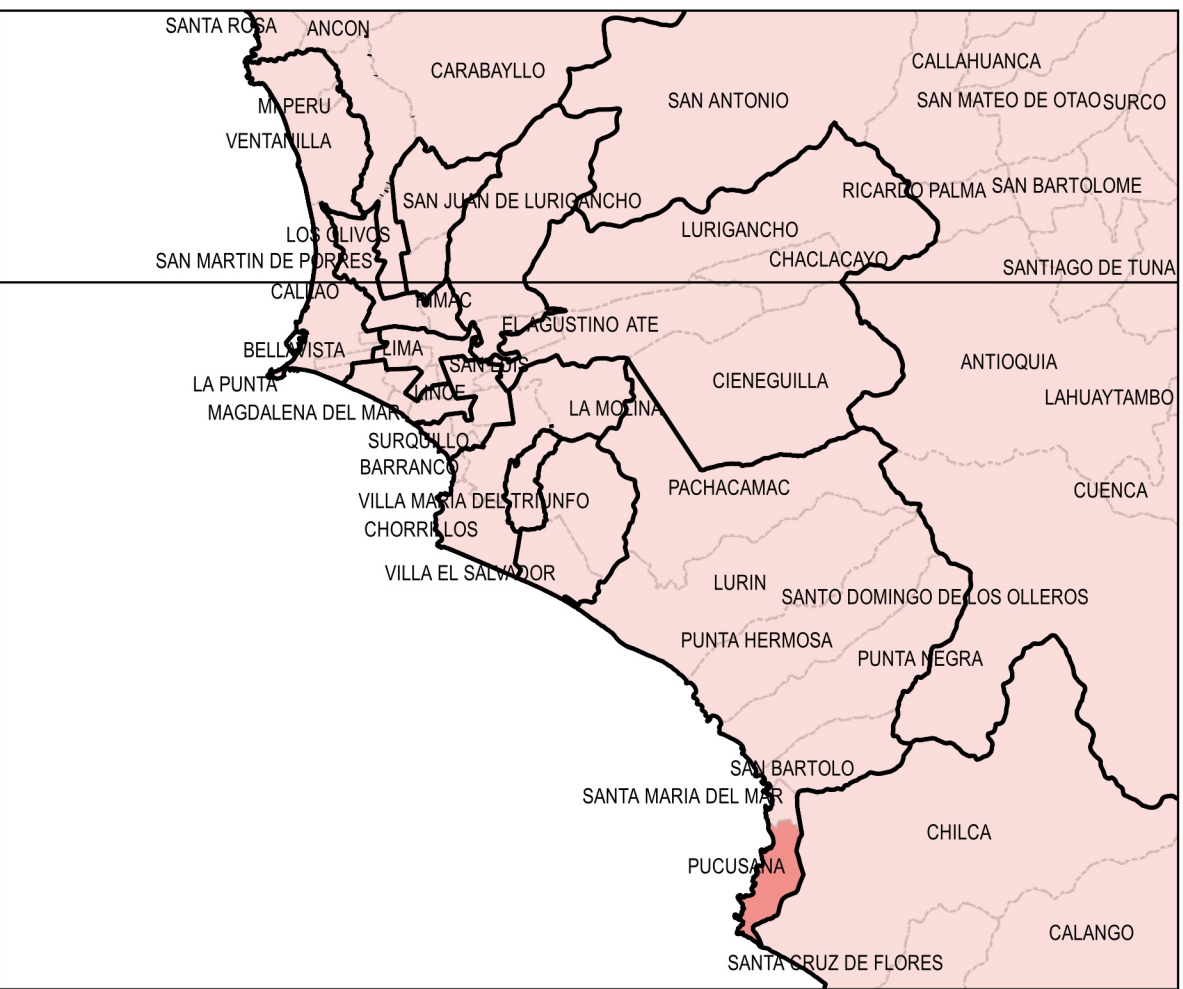 SANTA ROSA
ANCON
CARABAYLLO
CALLAHUANCA
SAN ANTONIO
SAN MATEO DE OTAO
SURCO
MI PERU
VENTANILLA
SAN JUAN DE LURIGANCHO
RICARDO PALMA
SAN BARTOLOME
LOS OLIVOS
LURIGANCHO
SAN MARTIN DE PORRES
CHACLACAYO
SANTIAGO DE TUNA
CALLAO
RIMAC
EL AGUSTINO
ATE
BELLAVISTA
LIMA
SAN LUIS
ANTIOQUIA
LA PUNTA
LINCE
CIENEGUILLA
LAHUAYTAMBO
MAGDALENA DEL MAR
LA MOLINA
SURQUILLO
BARRANCO
PACHACAMAC
CUENCA
VILLA MARIA DEL TRIUNFO
CHORRILLOS
VILLA EL SALVADOR
LURIN
SANTO DOMINGO DE LOS OLLEROS
PUNTA HERMOSA
PUNTA NEGRA
SAN BARTOLO
SANTA MARIA DEL MAR
CHILCA
PUCUSANA
CALANGO
SANTA CRUZ DE FLORES